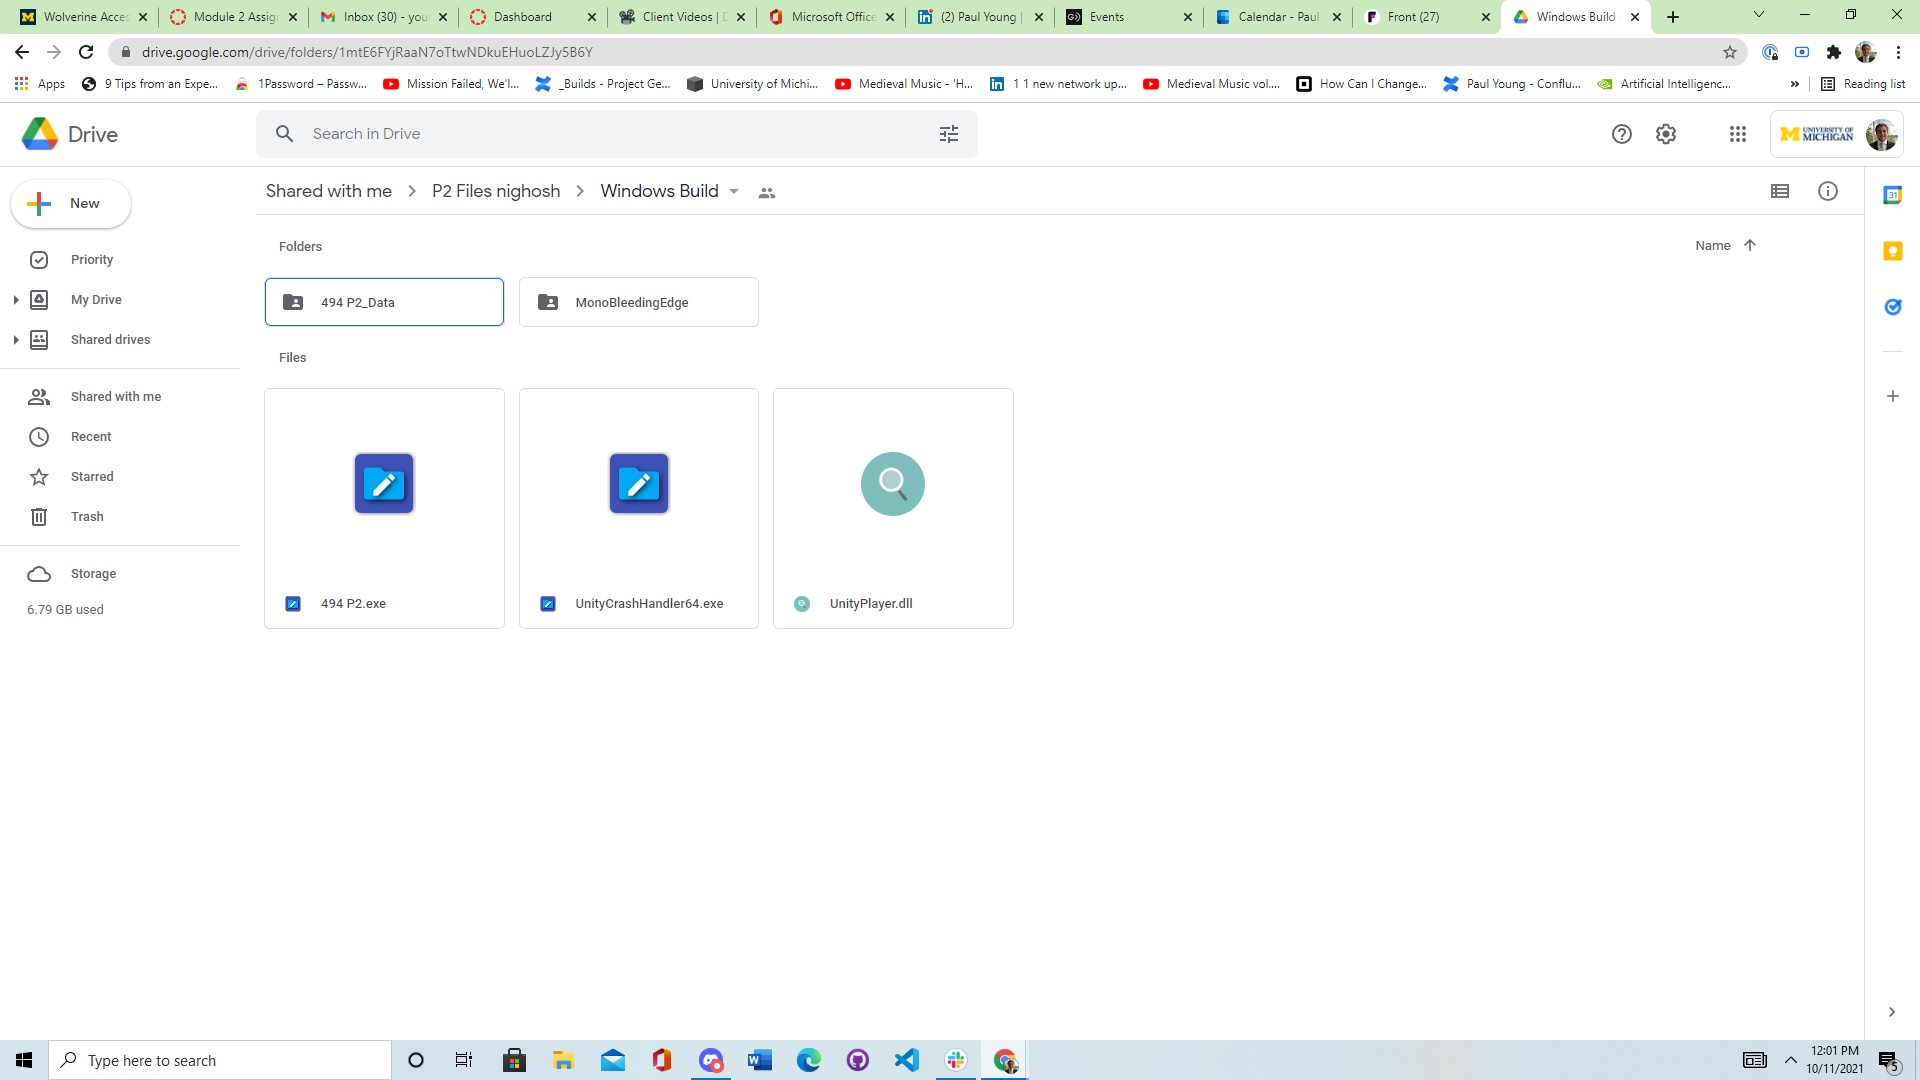 Wolverine Acces
Module 2 Assign
Inbox (30) - you
Dashboard
Client Videos | D
Microsoft Office
(2) Paul Young |
Events
Calendar - Paul
Front (27)
Windows Build
drive.google.com/drive/folders/1mtE6FYjRaaN7oTtwNDkuEHuoLZJy5B6Y
Apps
9 Tips from an Expe...
1Password – Passw...
Mission Failed, We'l...
_Builds - Project Ge...
University of Michi...
Medieval Music - 'H...
1 1 new network up...
Medieval Music vol....
How Can I Change...
Paul Young - Conflu...
Artificial Intelligenc...
»
Reading list
Drive
Search in Drive
UNIVERSITY OF
MICHIGAN
New
Shared with me
P2 Files nighosh
Windows Build
Priority
My Drive
Shared drives
Shared with me
Recent
Starred
Trash
Storage
6.79 GB used
Folders
Name
494 P2_Data
MonoBleedingEdge
Files
494 P2.exe
UnityCrashHandler64.exe
UnityPlayer.dll
31
Type here to search
12:01 PM
10/11/2021
5